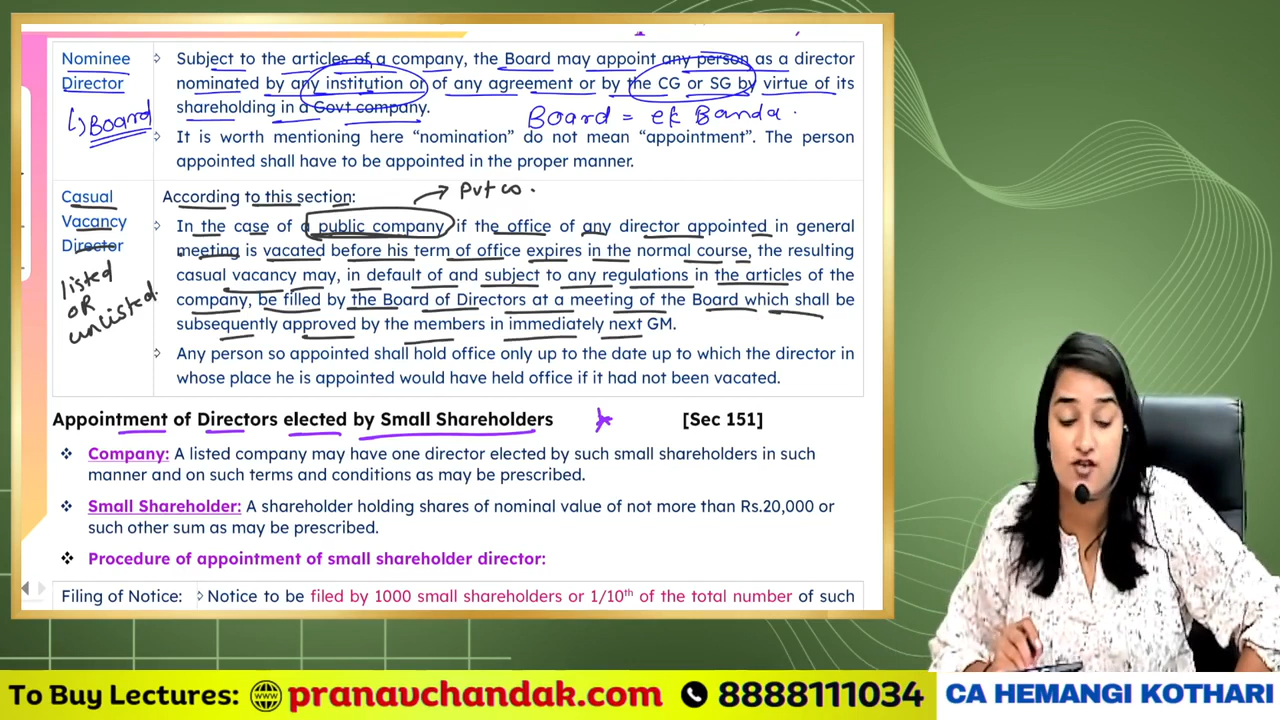 Nominee
Director
↳ Board
Subject to the articles of a company, the Board may appoint any person as a director
nominated by any institution or of any agreement or by the CG or SG by virtue of its
shareholding in a Govt company.
Board = ek Banda.
It is worth mentioning here “nomination” do not mean “appointment”. The person
appointed shall have to be appointed in the proper manner.
Casual
Vacancy
Director
listed
OR
unlisted.
According to this section:
→ Pvt co.
In the case of a public company if the office of any director appointed in general
meeting is vacated before his term of office expires in the normal course, the resulting
casual vacancy may, in default of and subject to any regulations in the articles of the
company, be filled by the Board of Directors at a meeting of the Board which shall be
subsequently approved by the members in immediately next GM.
Any person so appointed shall hold office only up to the date up to which the director in
whose place he is appointed would have held office if it had not been vacated.
Appointment of Directors elected by Small Shareholders [Sec 151]
❖ Company: A listed company may have one director elected by such small shareholders in such
manner and on such terms and conditions as may be prescribed.
❖ Small Shareholder: A shareholder holding shares of nominal value of not more than Rs.20,000 or
such other sum as may be prescribed.
❖ Procedure of appointment of small shareholder director:
Filing of Notice: Notice to be filed by 1000 small shareholders or 1/10th of the total number of such
To Buy Lectures: pranavchandak.com 8888111034 CA HEMANGI KOTHARI